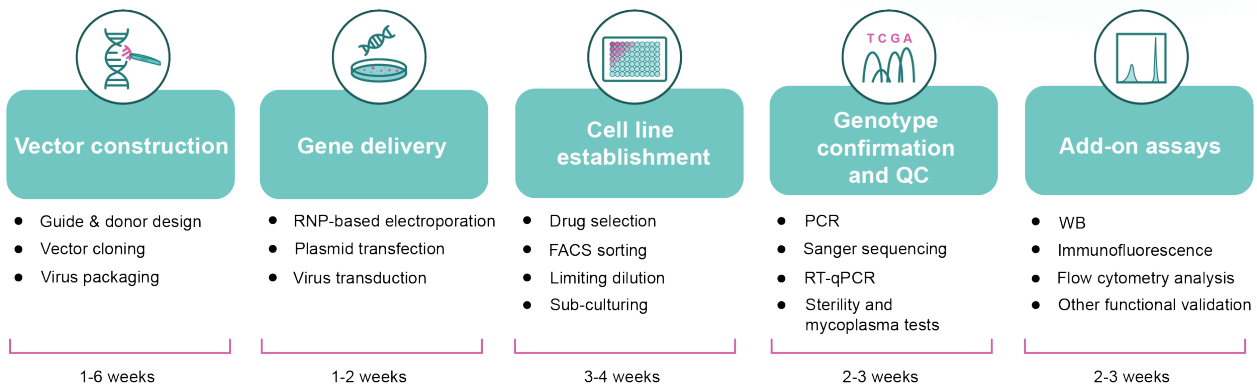 Vector construction
Guide & donor design
Vector cloning
Virus packaging
1-6 weeks
Gene delivery
RNP-based electroporation
Plasmid transfection
Virus transduction
1-2 weeks
Cell line
establishment
Drug selection
FACS sorting
Limiting dilution
Sub-culturing
3-4 weeks
TCGA
Genotype
confirmation
and QC
PCR
Sanger sequencing
RT-qPCR
Sterility and
mycoplasma tests
2-3 weeks
Add-on assays
WB
Immunofluorescence
Flow cytometry analysis
Other functional validation
2-3 weeks